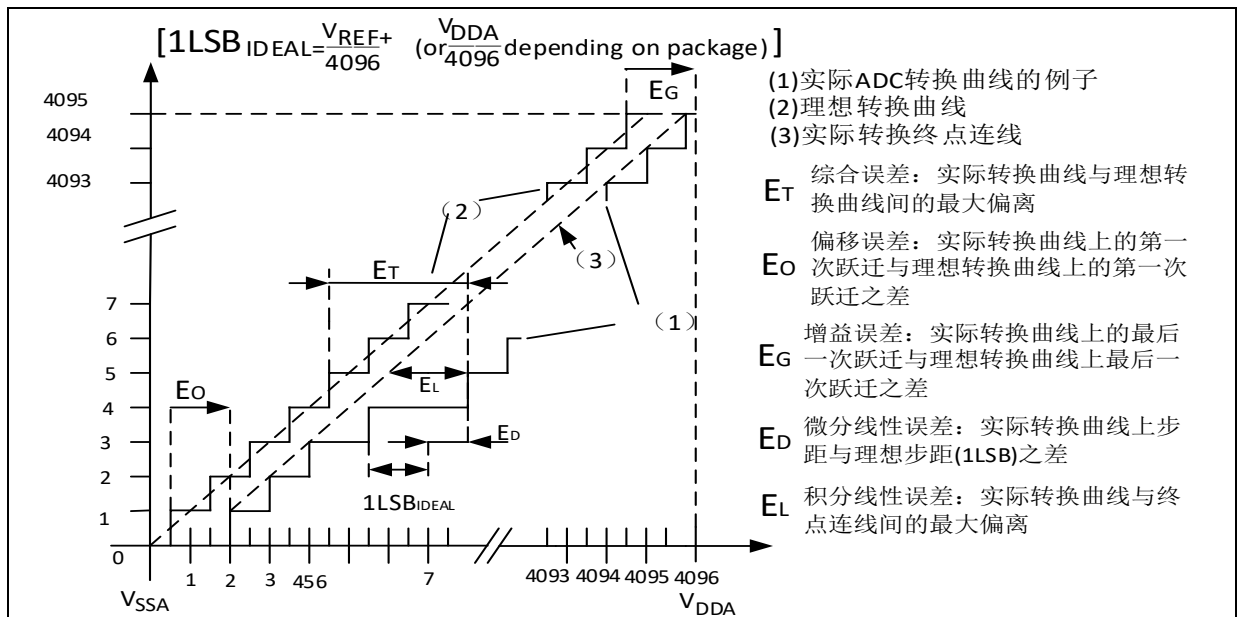 [1LSB IDEAL=VREF+/4096 (or VDDA/4096 depending on package)]
EG
4095
4094
4093
(1)实际ADC转换曲线的例子
(2)理想转换曲线
(3)实际转换终点连线
ET 综合误差：实际转换曲线与理想转
换曲线间的最大偏离
EO 偏移误差：实际转换曲线上的第一
次跃迁与理想转换曲线上的第一次
跃迁之差
EG 增益误差：实际转换曲线上的最后
一次跃迁与理想转换曲线上最后一
次跃迁之差
ED 微分线性误差：实际转换曲线上步
距与理想步距(1LSB)之差
EL 积分线性误差：实际转换曲线与终
点连线间的最大偏离
（2）
（3）
（1）
ET
7
6
5
4
3
2
1
0
EO
EL
ED
1LSBIDEAL
1 2 3 456 7 4093 4094 4095 4096
VSSA
VDDA